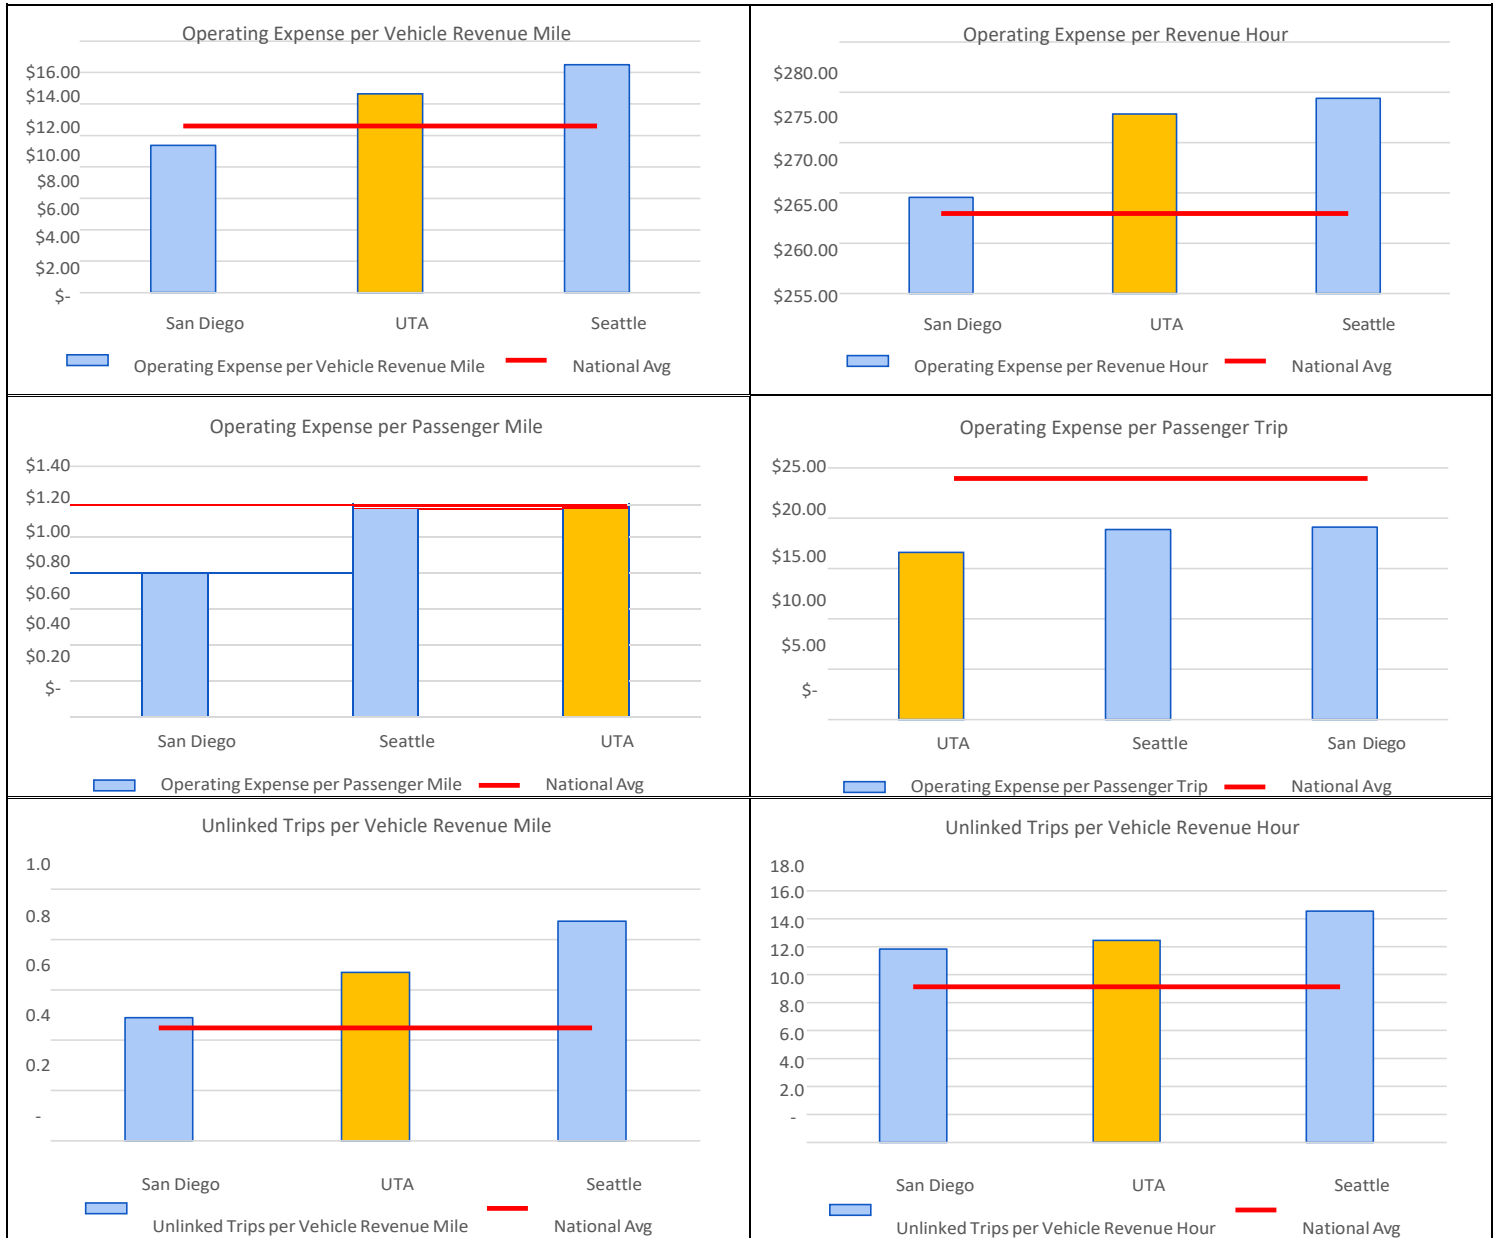 Operating Expense per Vehicle Revenue Mile
$16.00
$14.00
$12.00
$10.00
$8.00
$6.00
$4.00
$2.00
$-
San Diego UTA Seattle
Operating Expense per Vehicle Revenue Mile National Avg
Operating Expense per Revenue Hour
$280.00
$275.00
$270.00
$265.00
$260.00
$255.00
San Diego UTA Seattle
Operating Expense per Revenue Hour National Avg
Operating Expense per Passenger Mile
$1.40
$1.20
$1.00
$0.80
$0.60
$0.40
$0.20
$-
San Diego Seattle UTA
Operating Expense per Passenger Mile National Avg
Operating Expense per Passenger Trip
$25.00
$20.00
$15.00
$10.00
$5.00
$-
UTA Seattle San Diego
Operating Expense per Passenger Trip National Avg
Unlinked Trips per Vehicle Revenue Mile
1.0
0.8
0.6
0.4
0.2
-
San Diego UTA Seattle
Unlinked Trips per Vehicle Revenue Mile National Avg
Unlinked Trips per Vehicle Revenue Hour
18.0
16.0
14.0
12.0
10.0
8.0
6.0
4.0
2.0
-
San Diego UTA Seattle
Unlinked Trips per Vehicle Revenue Hour National Avg